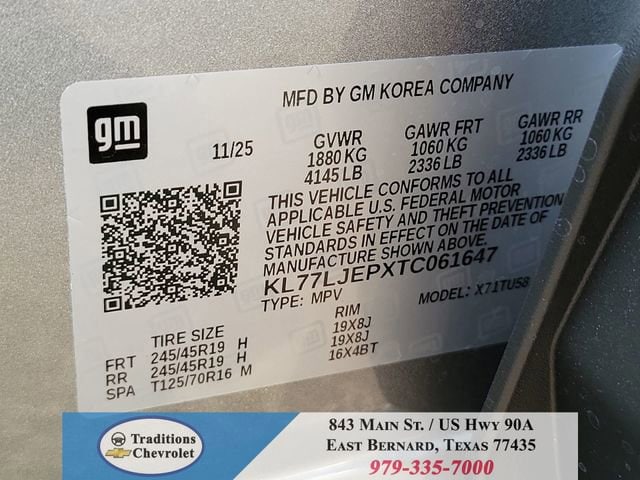 MFD BY GM KOREA COMPANY
gm
11/25
GVWR
1880 KG
4145 LB
GAWR FRT
1060 KG
2336 LB
GAWR RR
1060 KG
2336 LB
THIS VEHICLE CONFORMS TO ALL
APPLICABLE U.S. FEDERAL MOTOR
VEHICLE SAFETY AND THEFT PREVENTION
STANDARDS IN EFFECT ON THE DATE OF
MANUFACTURE SHOWN ABOVE.
KL77LJEPXTC061647
TYPE: MPV
MODEL: X71TU58
TIRE SIZE
RIM
FRT 245/45R19 H 19X8J
RR 245/45R19 H 19X8J
SPA T125/70R16 M 16X4BT
Traditions
Chevrolet
843 Main St. / US Hwy 90A
East Bernard, Texas 77435
979-335-7000